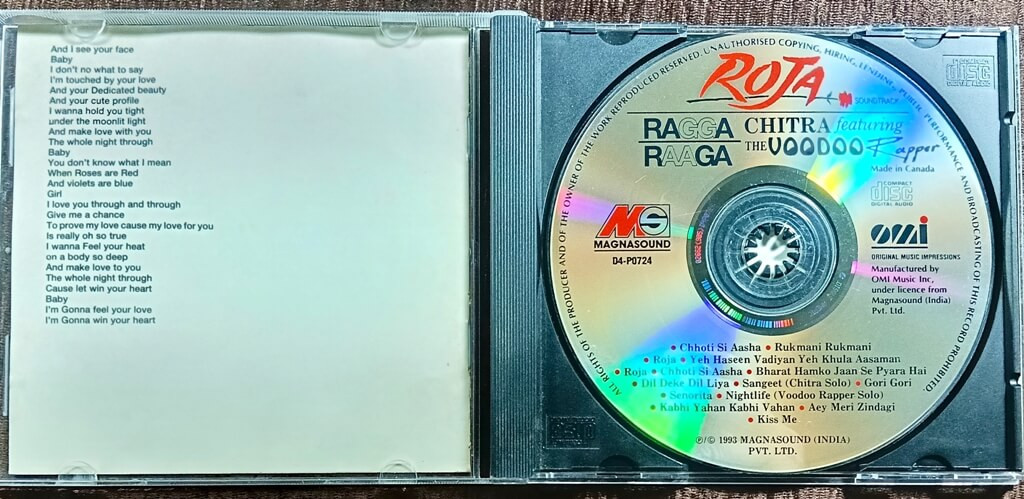 And I see your face
Baby
I don't no what to say
I'm touched by your love
And your Dedicated beauty
And your cute profile
I wanna hold you tight
under the moonlit light
And make love with you
The whole night through
Baby
You don't know what I mean
When Roses are Red
And violets are blue
Girl
I love you through and through
Give me a chance
To prove my love cause my love for you
Is really oh so true
I wanna Feel your heat
on a body so deep
And make love to you
The whole night through
Cause let win your heart
Baby
I'm Gonna feel your love
I'm Gonna win your heart
ALL RIGHTS OF THE PRODUCER AND OF THE OWNER OF THE WORK REPRODUCED RESERVED. UNAUTHORISED COPYING, HIRING, LENDING, PUBLIC PERFORMANCE AND BROADCASTING OF THIS RECORD PROHIBITED.
ROJA
SOUNDTRACK
RAGGA
RAAGA
CHITRA featuring
THE VOODOO Rapper
Made in Canada
COMPACT
disc
DIGITAL AUDIO
MS
MAGNASOUND
D4-P0724
omi
ORIGINAL MUSIC IMPRESSIONS
Manufactured by
OMI Music Inc,
under licence from
Magnasound (India)
Pvt. Ltd.
• Chhoti Si Aasha • Rukmani Rukmani
• Roja • Yeh Haseen Vadiyan Yeh Khula Aasaman
• Roja • Chhoti Si Aasha • Bharat Hamko Jaan Se Pyara Hai
• Dil Deke Dil Liya • Sangeet (Chitra Solo) • Gori Gori
• Senorita • Nightlife (Voodoo Rapper Solo)
• Kabhi Yahan Kabhi Vahan • Aey Meri Zindagi
• Kiss Me
℗/© 1993 MAGNASOUND (INDIA)
PVT. LTD.